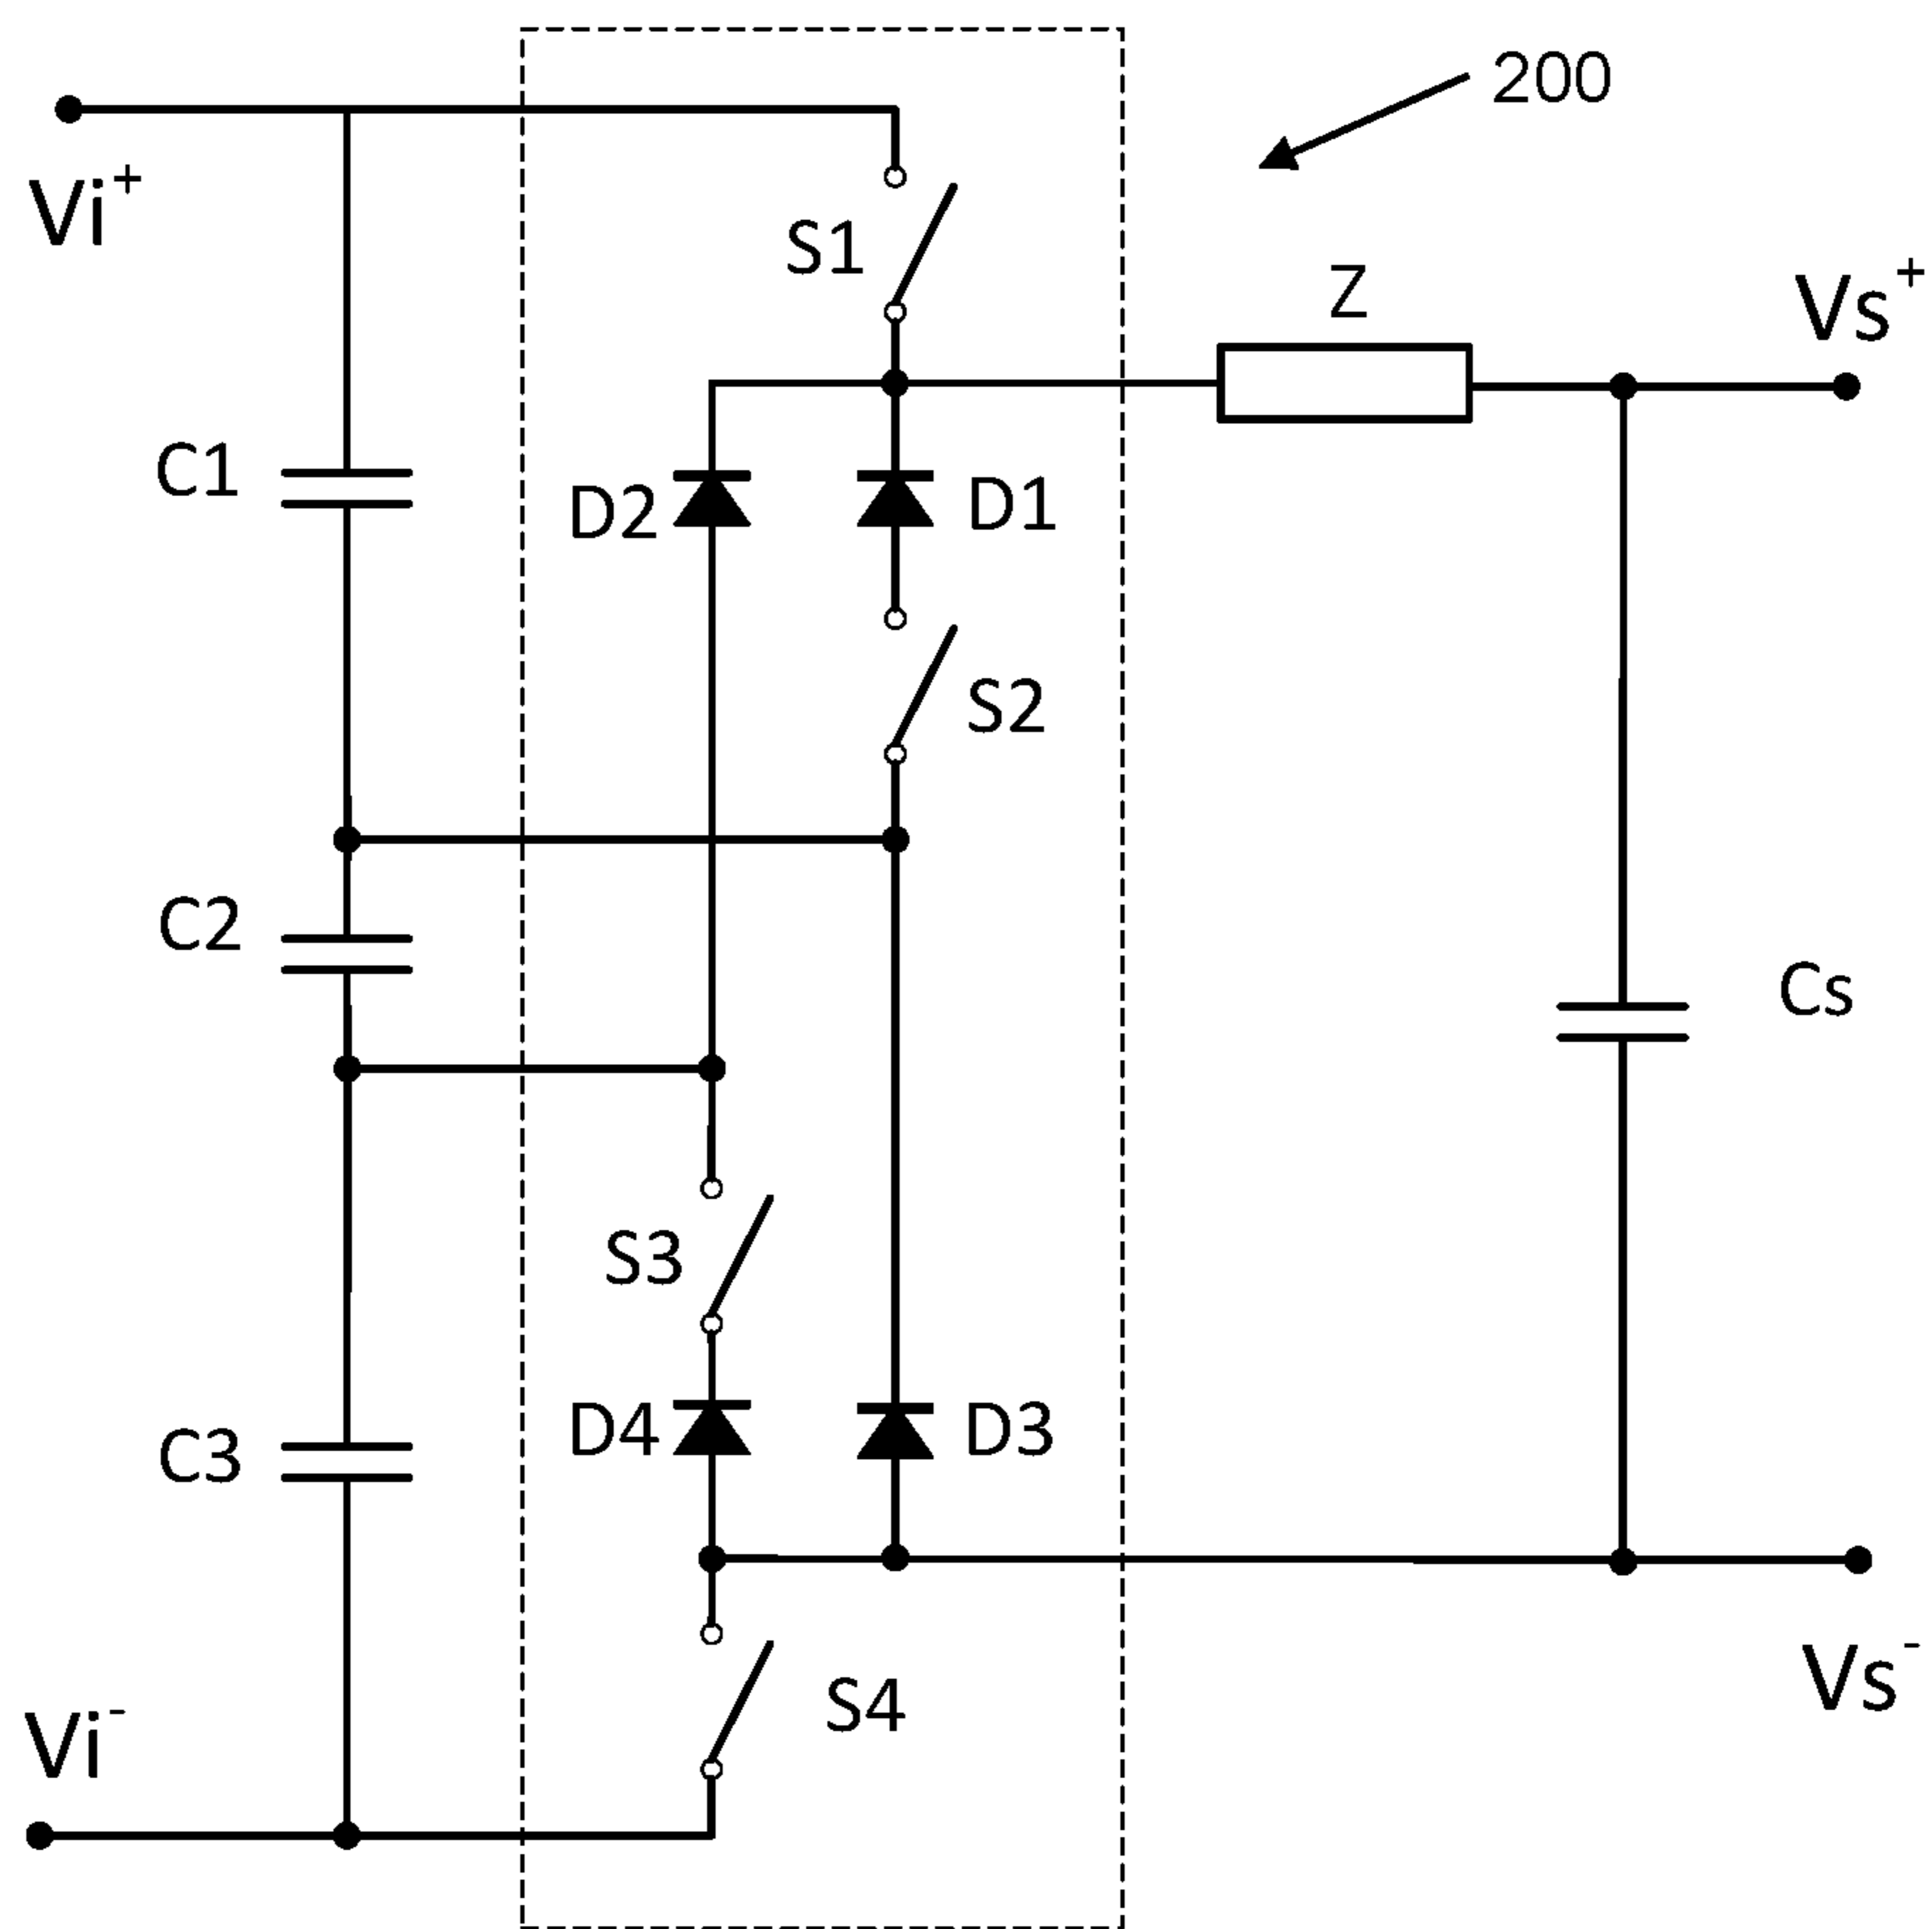 200
Vi+
S1
Z
Vs+
C1
D2
D1
S2
C2
Cs
S3
C3
D4
D3
Vi-
S4
Vs-